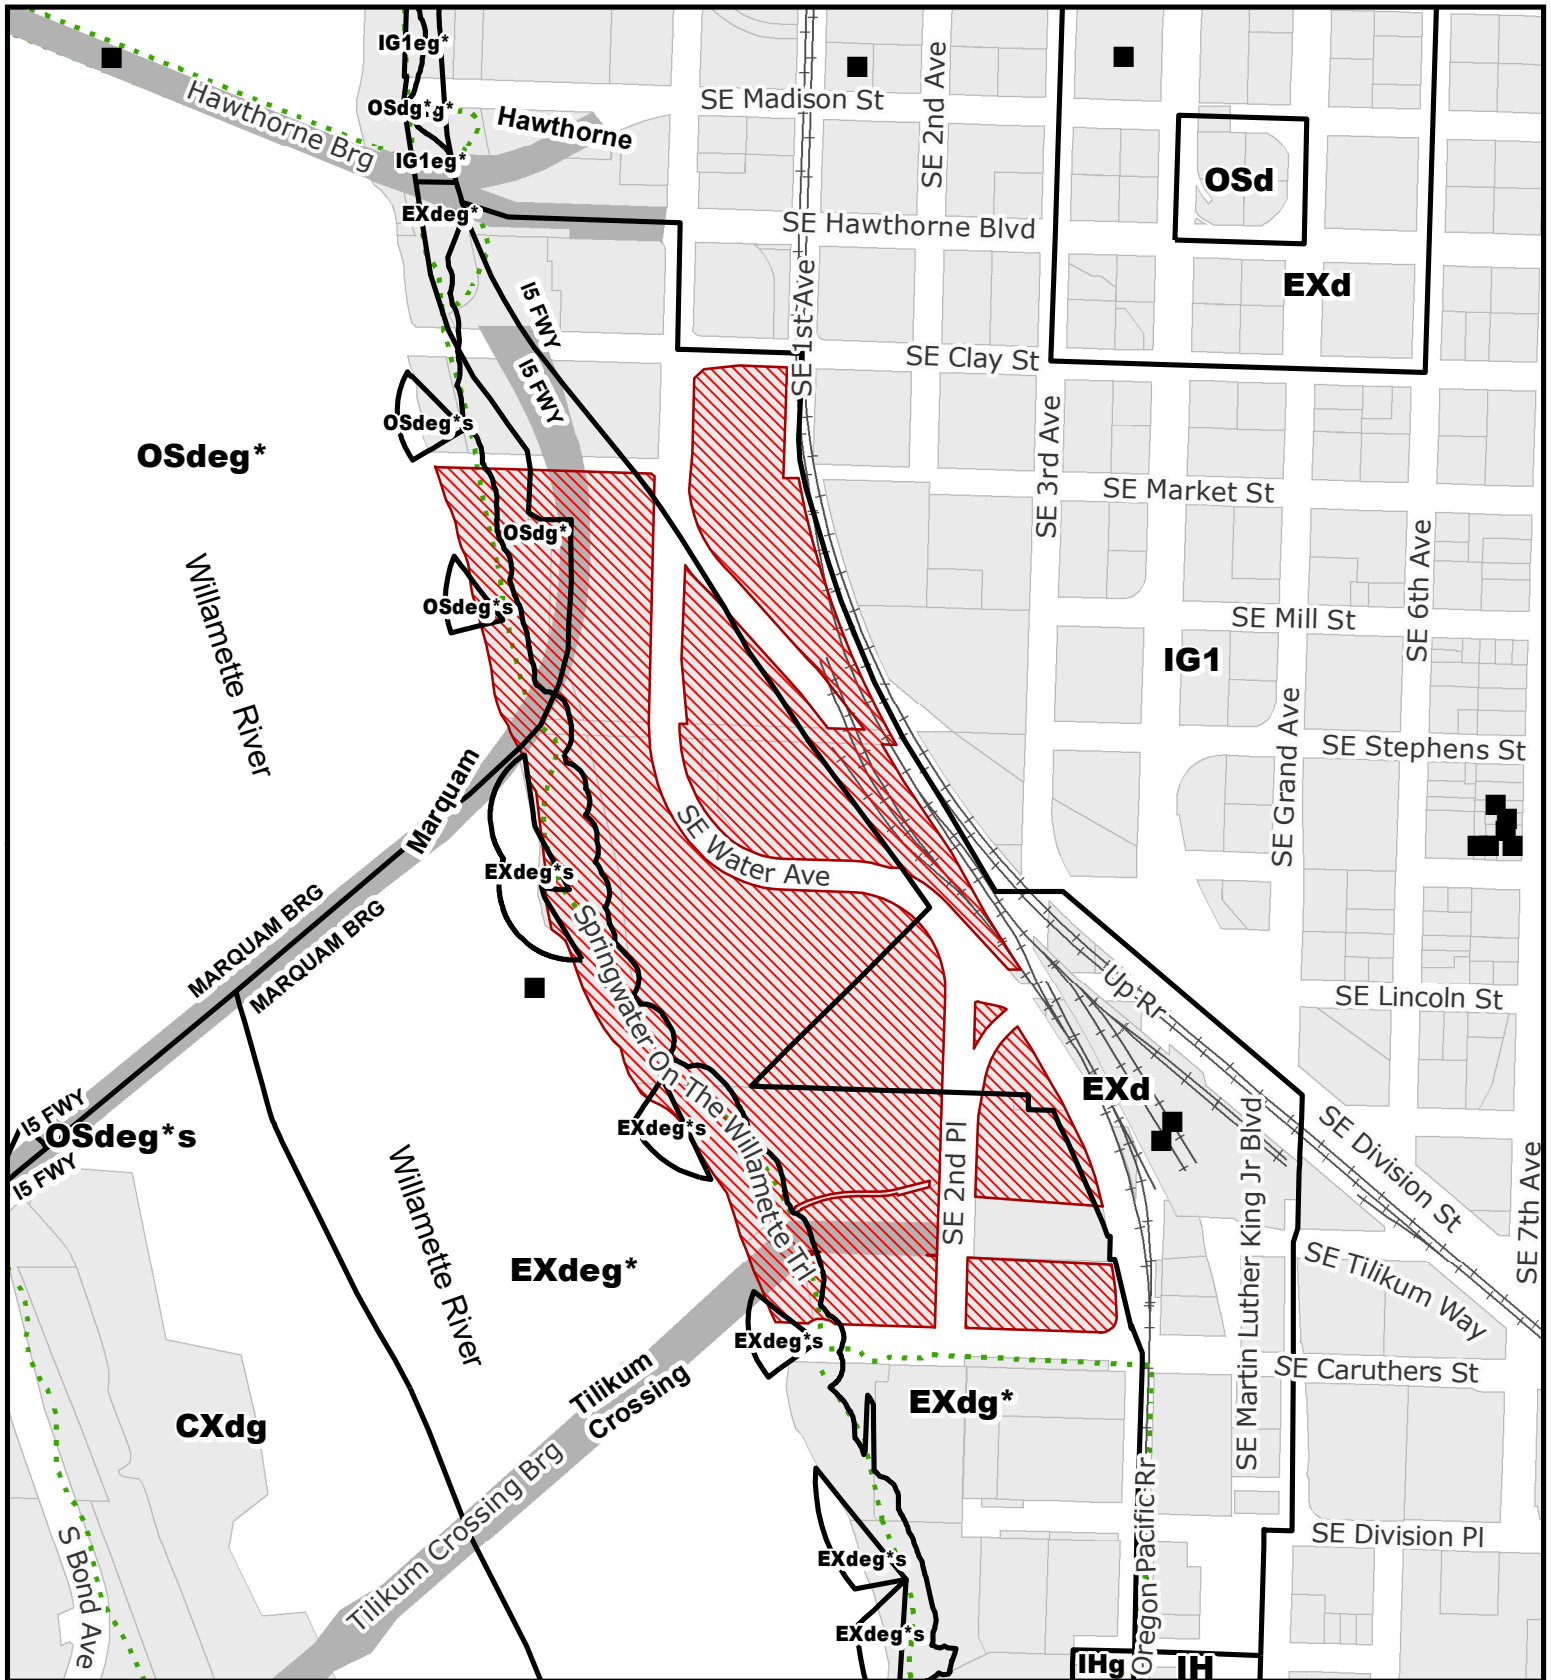 IG1eg*
OSdg*g*
Hawthorne
IG1eg*
Hawthorne Brg
EXdeg*
SE Madison St
SE 2nd Ave
OSd
SE Hawthorne Blvd
EXd
SE 1st Ave
I5 FWY
I5 FWY
SE Clay St
OSdeg*s
OSdeg*
SE 3rd Ave
SE Market St
OSdg*
SE 6th Ave
OSdeg*s
SE Mill St
Willamette River
IG1
SE Grand Ave
SE Stephens St
Marquam
SE Water Ave
EXdeg*s
MARQUAM BRG
MARQUAM BRG
Springwater On The Willamette Trl
Up Rr
SE Lincoln St
EXd
I5 FWY
OSdeg*s
I5 FWY
EXdeg*s
SE 2nd Pl
SE Martin Luther King Jr Blvd
SE Division St
SE 7th Ave
Willamette River
EXdeg*
SE Tilikum Way
EXdeg*s
SE Caruthers St
Tilikum
Crossing
EXdg*
CXdg
Tilikum Crossing Brg
Oregon Pacific Rr
S Bond Ave
SE Division Pl
EXdeg*s
EXdeg*s
IHg
IH